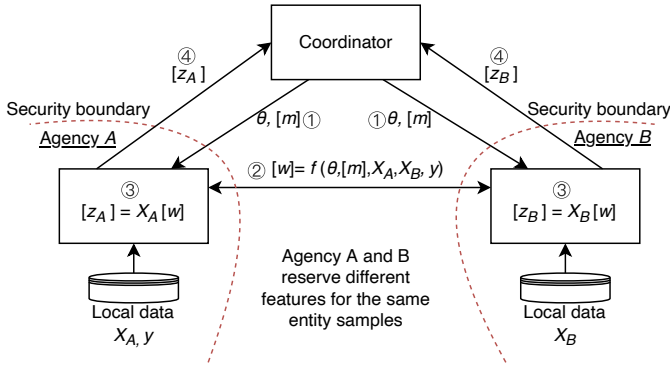 Coordinator
④
[z_A]
④
[z_B]
Security boundary
Agency A
θ, [m]①
①θ, [m]
Security boundary
Agency B
② [w]= f (θ,[m],X_A,X_B, y)
③
[z_A] = X_A[w]
③
[z_B] = X_B[w]
Agency A and B
reserve different
features for the same
entity samples
Local data
X_A, y
Local data
X_B